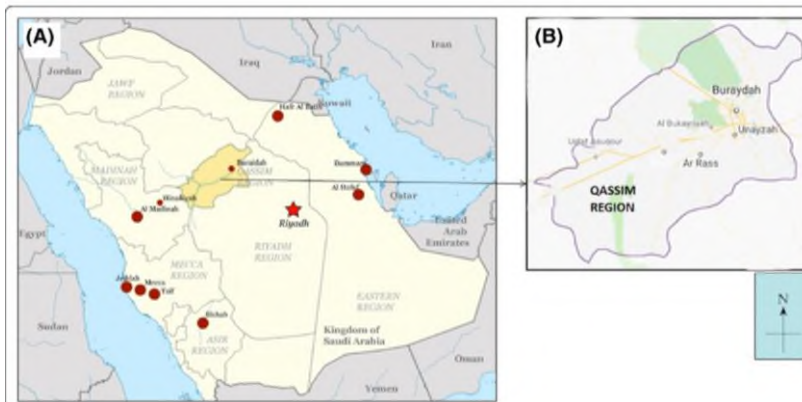 (A)
Jordan
Iraq
Iran
JAWF
REGION
Kuwait
Hafr Al Batin
Buraidah
QASSIM
REGION
Dammam
Al Hufuf
Qatar
MADINAH
REGION
Al Madinah
Riyadh
Egypt
United
Arab
Emirates
RIYADH
REGION
MECCA
REGION
Jeddah
Mecca
Taif
EASTERN
REGION
Bishah
ASIR
REGION
Kingdom of
Saudi Arabia
Sudan
Oman
Yemen
(B)
Buraydah
Al Bukayriyah
Unayzah
Ar Rass
QASSIM
REGION
N